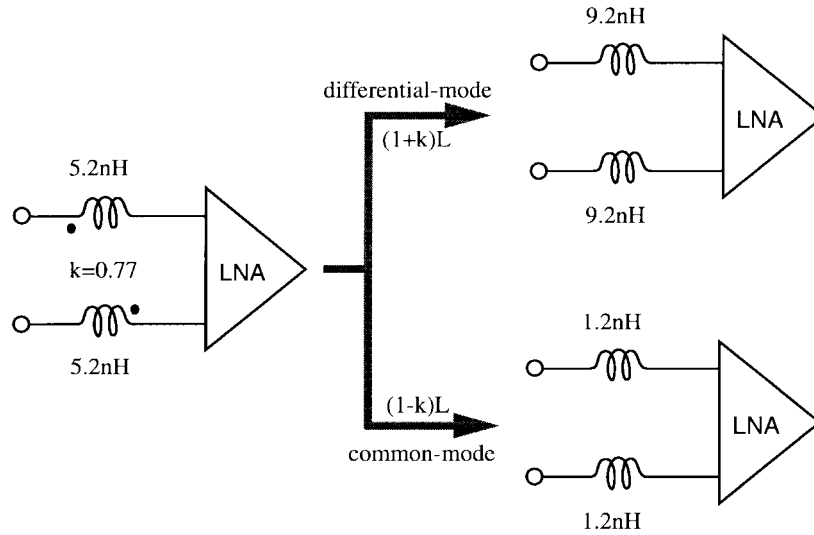 5.2nH
k=0.77
5.2nH
LNA
differential-mode
(1+k)L
(1-k)L
common-mode
9.2nH
LNA
9.2nH
1.2nH
LNA
1.2nH